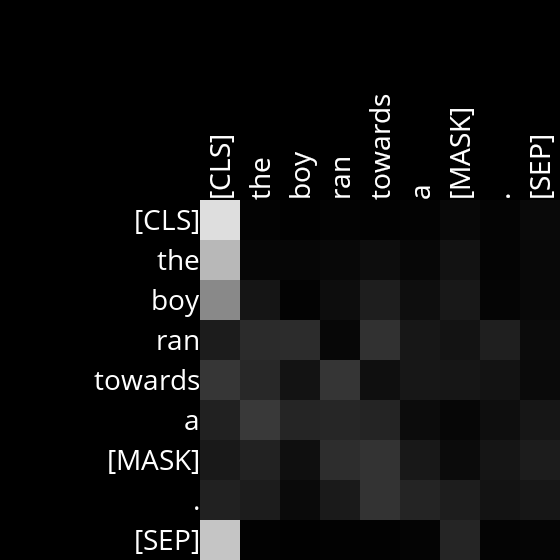 [CLS] the boy ran towards a [MASK] . [SEP]
[CLS]
the
boy
ran
towards
a
[MASK]
.
[SEP]